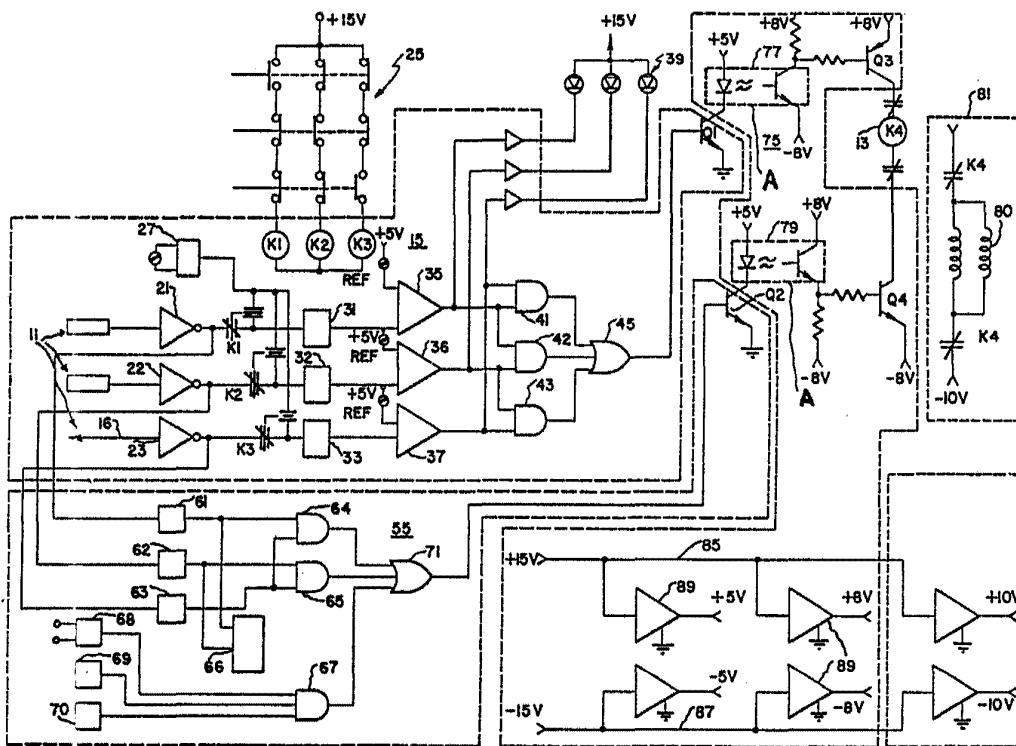 +15V
25
+15V
39
+5V
77
+8V
+8V
Q3
Q1
75
-8V
A
13
K4
81
K4
80
K4
-10V
27
K1
K2
K3
+5V
REF
15
21
31
35
11
K1
+5V
REF
41
45
22
K2
32
36
42
+5V
REF
43
16
23
K3
33
37
+5V
79
+8V
Q2
Q4
-8V
A
-8V
61
64
55
62
71
63
65
68
66
69
67
70
+15V
85
89
+5V
+8V
+10V
89
-5V
89
-15V
87
-8V
-10V